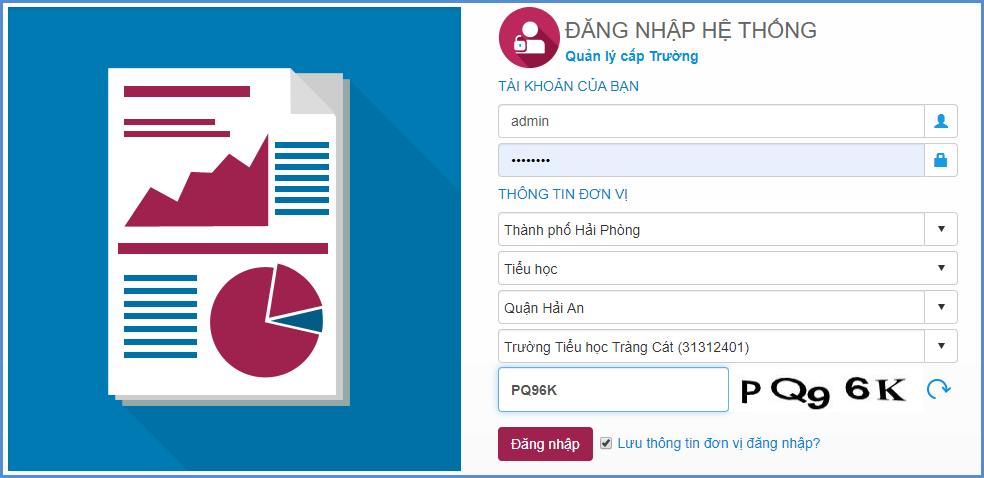 ĐĂNG NHẬP HỆ THỐNG
Quản lý cấp Trường
TÀI KHOẢN CỦA BẠN
admin
••••••••
THÔNG TIN ĐƠN VỊ
Thành phố Hải Phòng
Tiểu học
Quận Hải An
Trường Tiểu học Tràng Cát (31312401)
PQ96K PQ96K
Đăng nhập Lưu thông tin đơn vị đăng nhập?